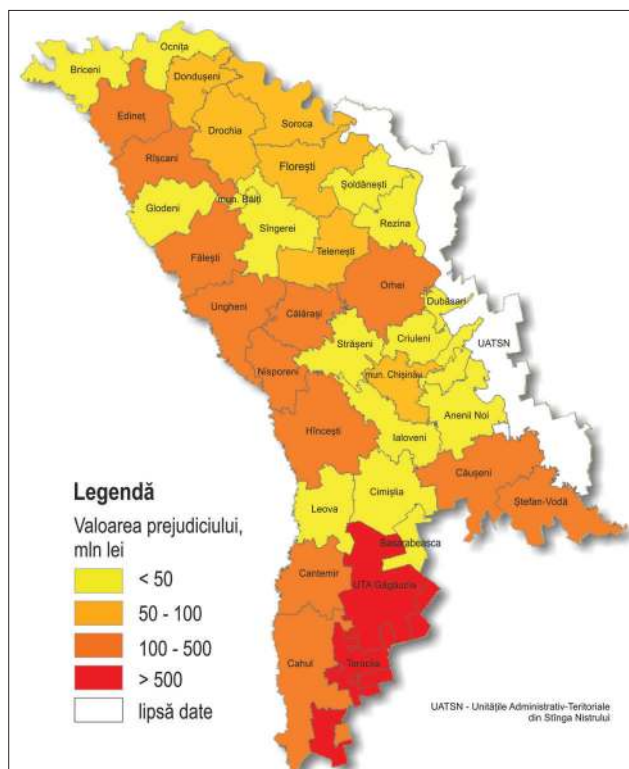 Ocnița
Briceni
Dondușeni
Edineț
Soroca
Drochia
Rîșcani
Florești
Șoldănești
mun. Bălți
Glodeni
Rezina
Sîngerei
Telenești
Fălești
Orhei
Dubăsari
Ungheni
Călărași
Criuleni
Strășeni
UATSN
Nisporeni
mun. Chișinău
Anenii Noi
Hîncești
Ialoveni
Căușeni
Cimișlia
Ștefan-Vodă
Leova
Basarabeasca
Cantemir
UTA Găgăuzia
Cahul
Taraclia
Legendă
Valoarea prejudiciului,
mln lei
< 50
50 - 100
100 - 500
> 500
lipsă date
UATSN - Unitățile Administrativ-Teritoriale
din Stînga Nistrului